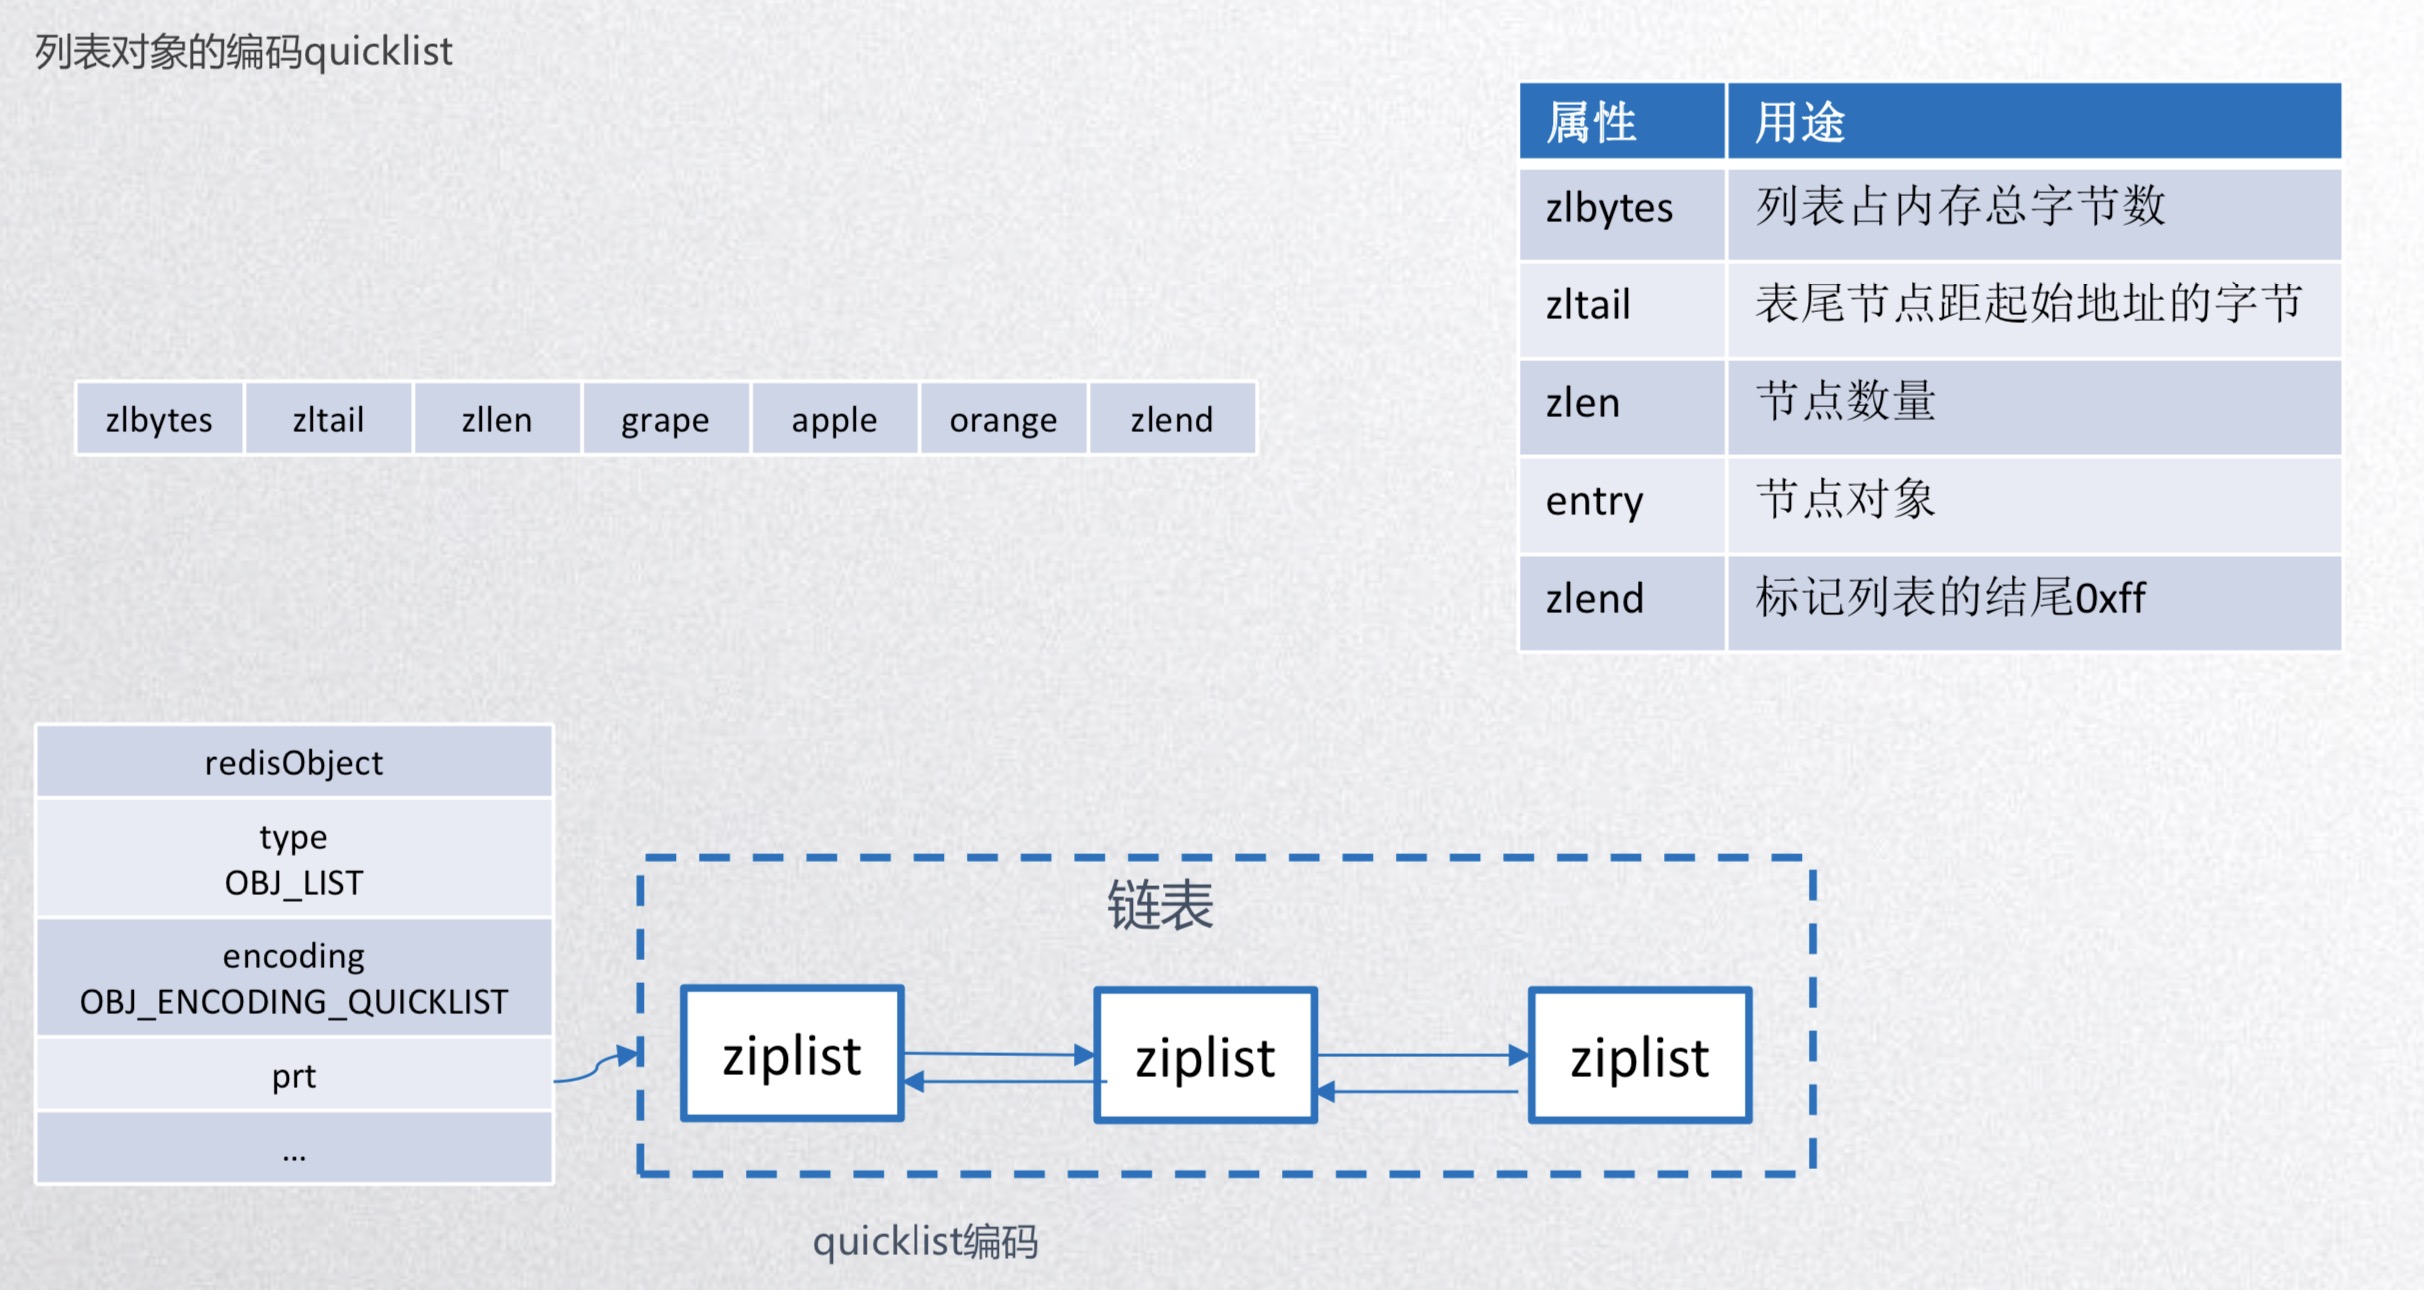 列表对象的编码quicklist
属性 用途
zlbytes 列表占内存总字节数
zltail 表尾节点距起始地址的字节
zlen 节点数量
entry 节点对象
zlend 标记列表的结尾0xff
zlbytes zltail zllen grape apple orange zlend
redisObject
type
OBJ_LIST
encoding
OBJ_ENCODING_QUICKLIST
prt
...
链表
ziplist ziplist ziplist
quicklist编码